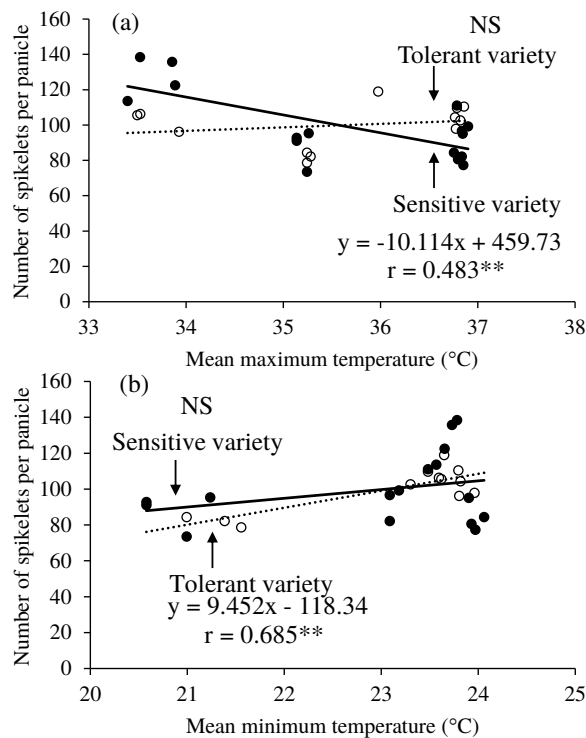 (a)
NS
Tolerant variety
Sensitive variety
y = -10.114x + 459.73
r = 0.483**
Number of spikelets per panicle
160
140
120
100
80
60
40
20
0
33
34
35
36
37
38
Mean maximum temperature (°C)
(b)
NS
Sensitive variety
Tolerant variety
y = 9.452x - 118.34
r = 0.685**
Number of spikelets per panicle
160
140
120
100
80
60
40
20
0
20
21
22
23
24
25
Mean minimum temperature (°C)